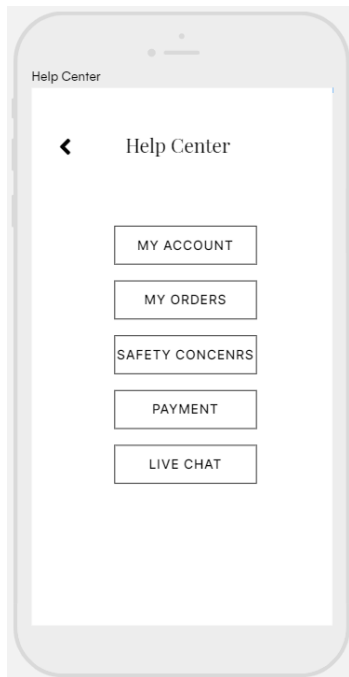 Help Center
Help Center
MY ACCOUNT
MY ORDERS
SAFETY CONCENRS
PAYMENT
LIVE CHAT